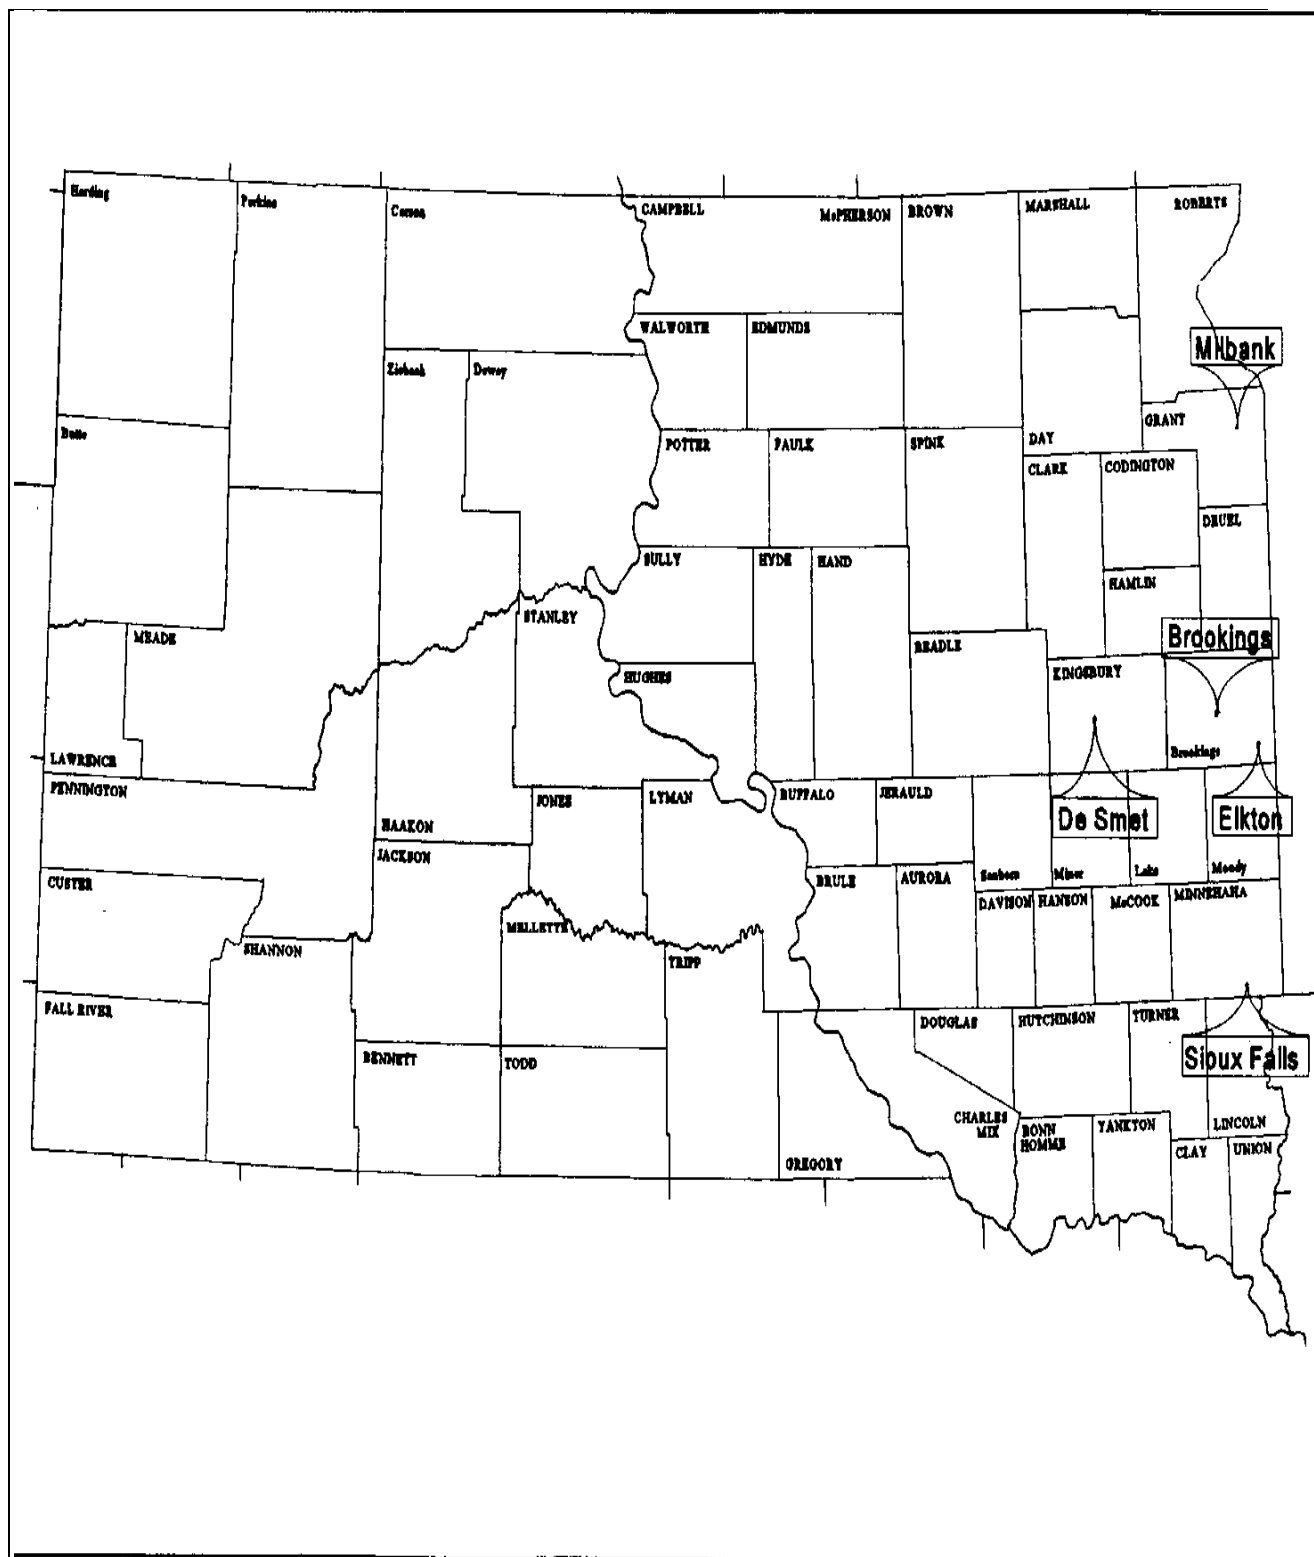 Harding
Perkins
Corson
CAMPBELL
McPHERSON
BROWN
MARSHALL
ROBERTS
WALWORTH
EDMUNDS
Milbank
Ziebach
Dewey
GRANT
Butte
POTTER
FAULK
SPINK
DAY
CLARK
CODINGTON
DEUEL
SULLY
HYDE
HAND
HAMLIN
STANLEY
MEADE
BEADLE
Brookings
HUGHES
KINGSBURY
LAWRENCE
Brookings
PENNINGTON
JONES
LYMAN
BUFFALO
JERAULD
De Smet
Elkton
HAAKON
JACKSON
CUSTER
BRULE
AURORA
Sanborn
Miner
Lake
Moody
DAVISON
HANSON
McCOOK
MINNEHAHA
MELLETTE
SHANNON
TRIPP
FALL RIVER
DOUGLAS
HUTCHINSON
TURNER
BENNETT
TODD
Sioux Falls
CHARLES
MIX
BONN
HOMME
YANKTON
LINCOLN
CLAY
UNION
GREGORY